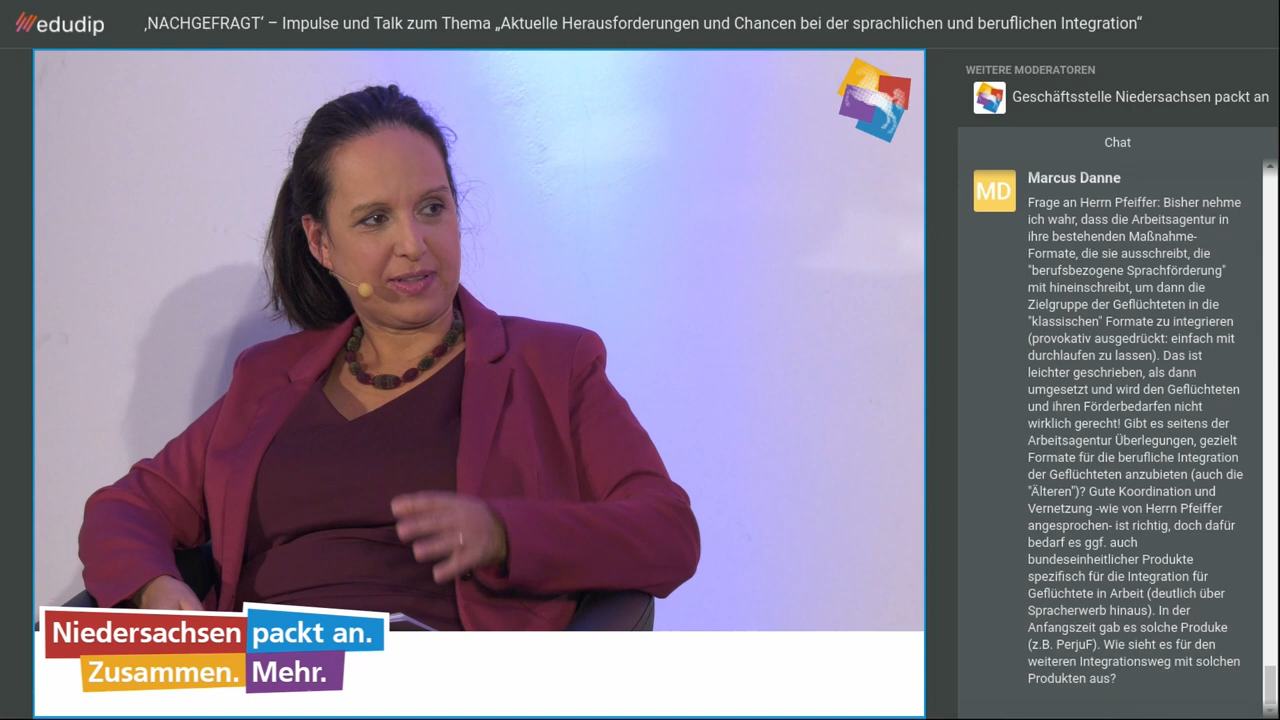 edudip
‚NACHGEFRAGT‘ – Impulse und Talk zum Thema „Aktuelle Herausforderungen und Chancen bei der sprachlichen und beruflichen Integration“
Niedersachsen packt an.
Zusammen. Mehr.
WEITERE MODERATOREN
Geschäftsstelle Niedersachsen packt an
Chat
MD
Marcus Danne
Frage an Herrn Pfeiffer: Bisher nehme
ich wahr, dass die Arbeitsagentur in
ihre bestehenden Maßnahme-
Formate, die sie ausschreibt, die
"berufsbezogene Sprachförderung"
mit hineinschreibt, um dann die
Zielgruppe der Geflüchteten in die
"klassischen" Formate zu integrieren
(provokativ ausgedrückt: einfach mit
durchlaufen zu lassen). Das ist
leichter geschrieben, als dann
umgesetzt und wird den Geflüchteten
und ihren Förderbedarfen nicht
wirklich gerecht! Gibt es seitens der
Arbeitsagentur Überlegungen, gezielt
Formate für die berufliche Integration
der Geflüchteten anzubieten (auch die
"Älteren")? Gute Koordination und
Vernetzung -wie von Herrn Pfeiffer
angesprochen- ist richtig, doch dafür
bedarf es ggf. auch
bundeseinheitlicher Produkte
spezifisch für die Integration für
Geflüchtete in Arbeit (deutlich über
Spracherwerb hinaus). In der
Anfangszeit gab es solche Produke
(z.B. PerjuF). Wie sieht es für den
weiteren Integrationsweg mit solchen
Produkten aus?